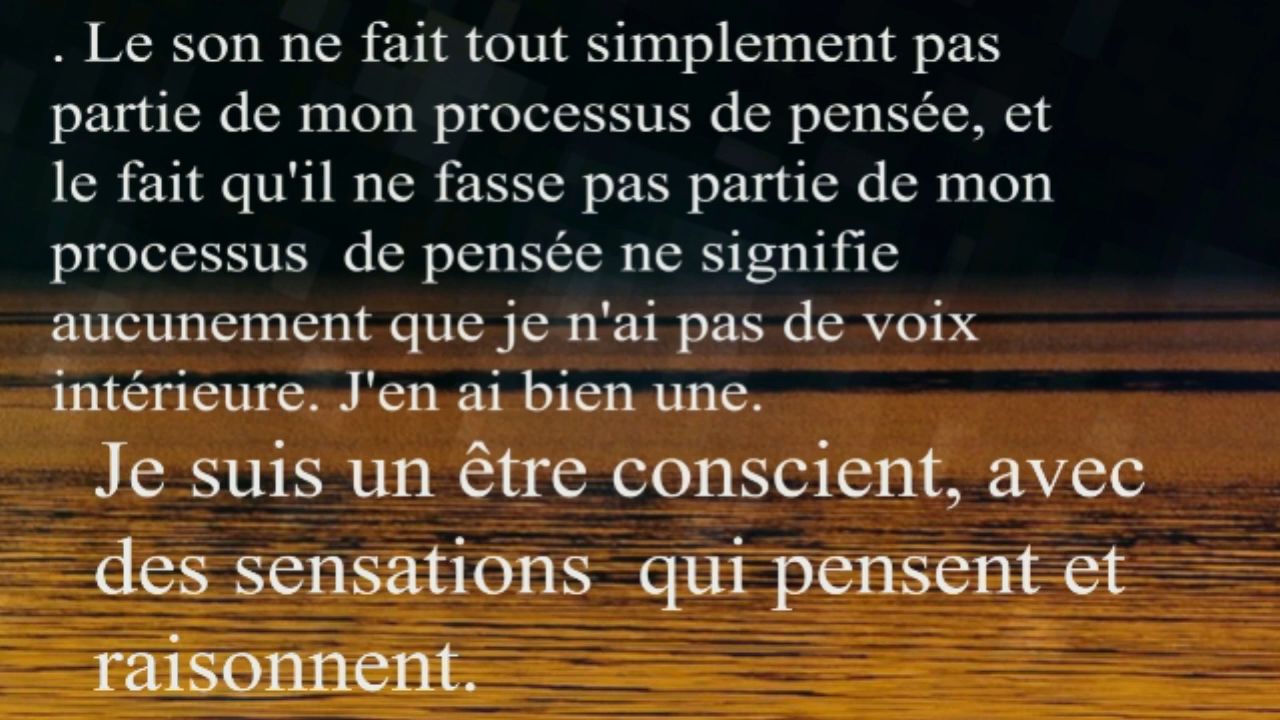 . Le son ne fait tout simplement pas
partie de mon processus de pensée, et
le fait qu'il ne fasse pas partie de mon
processus  de pensée ne signifie
aucunement que je n'ai pas de voix
intérieure. J'en ai bien une.
Je suis un être conscient, avec
des sensations  qui pensent et
raisonnent.